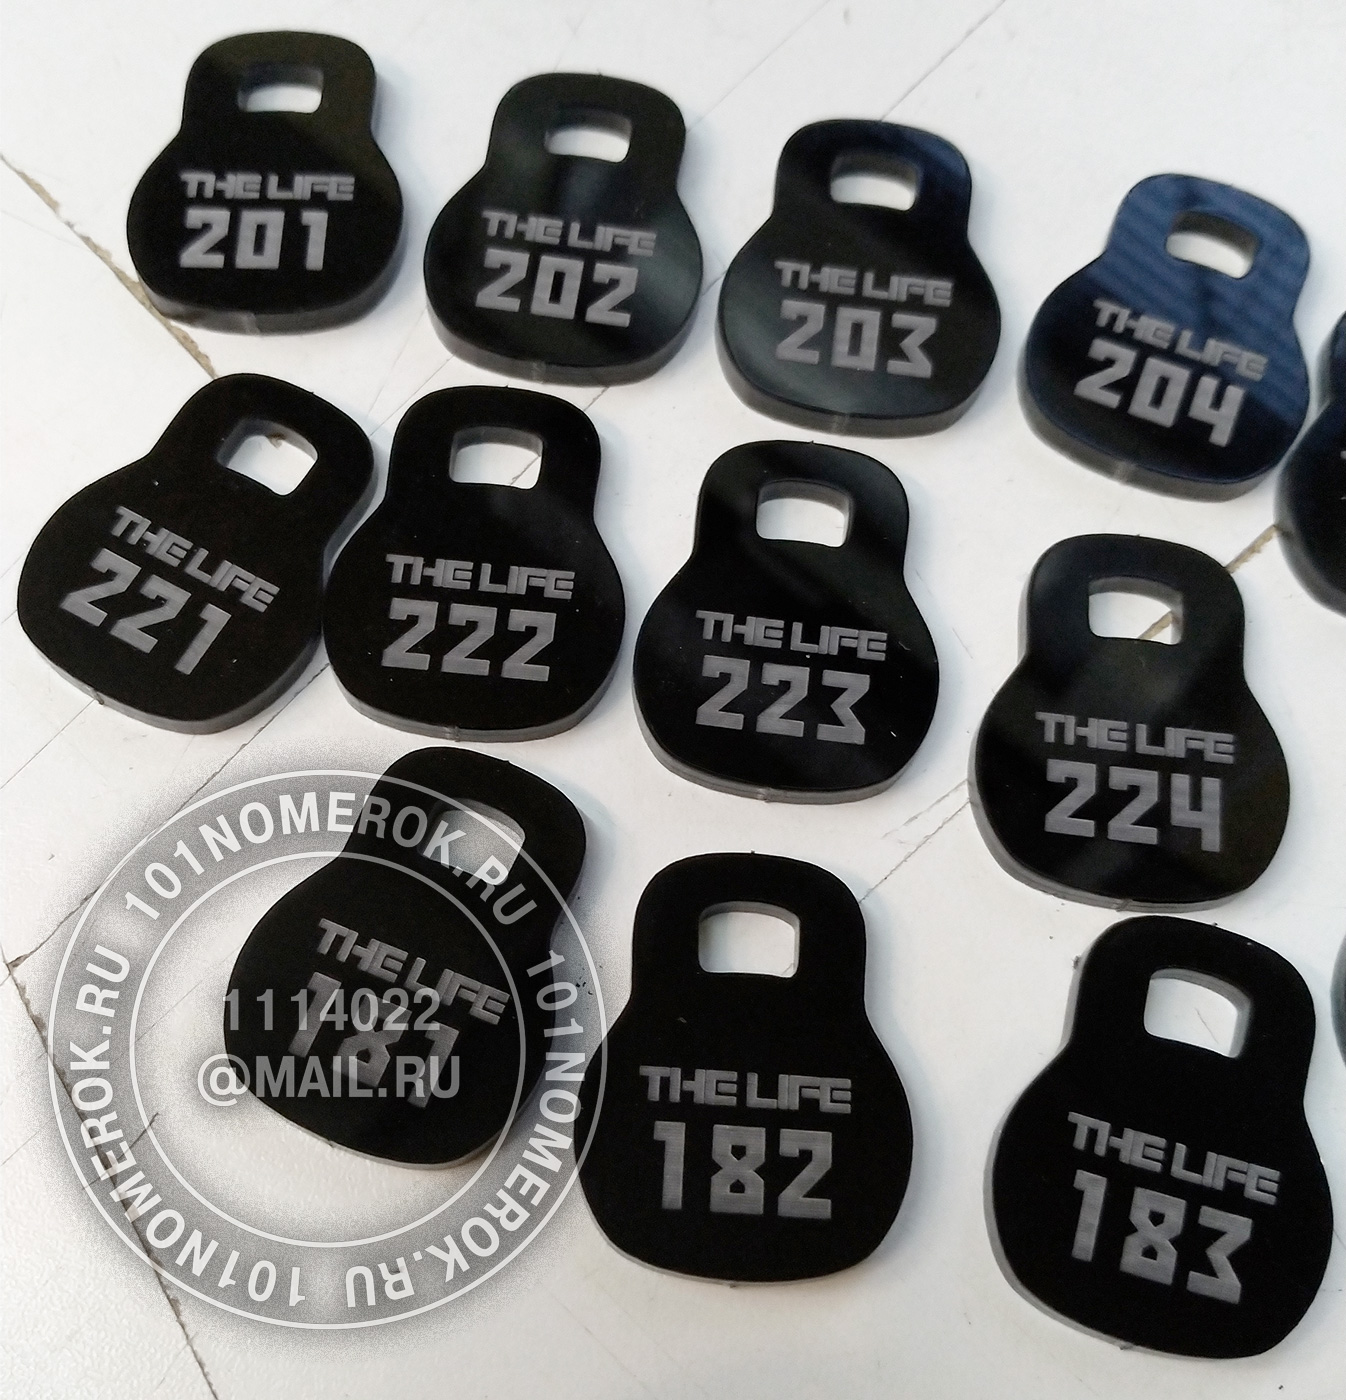 THE LIFE
201
THE LIFE
202
THE LIFE
203
THE LIFE
204
THE LIFE
221
THE LIFE
222
THE LIFE
223
THE LIFE
224
THE LIFE
181
THE LIFE
182
THE LIFE
183
101NOMEROK.RU 101NOMEROK.RU 101NOMEROK.RU
1114022
@MAIL.RU